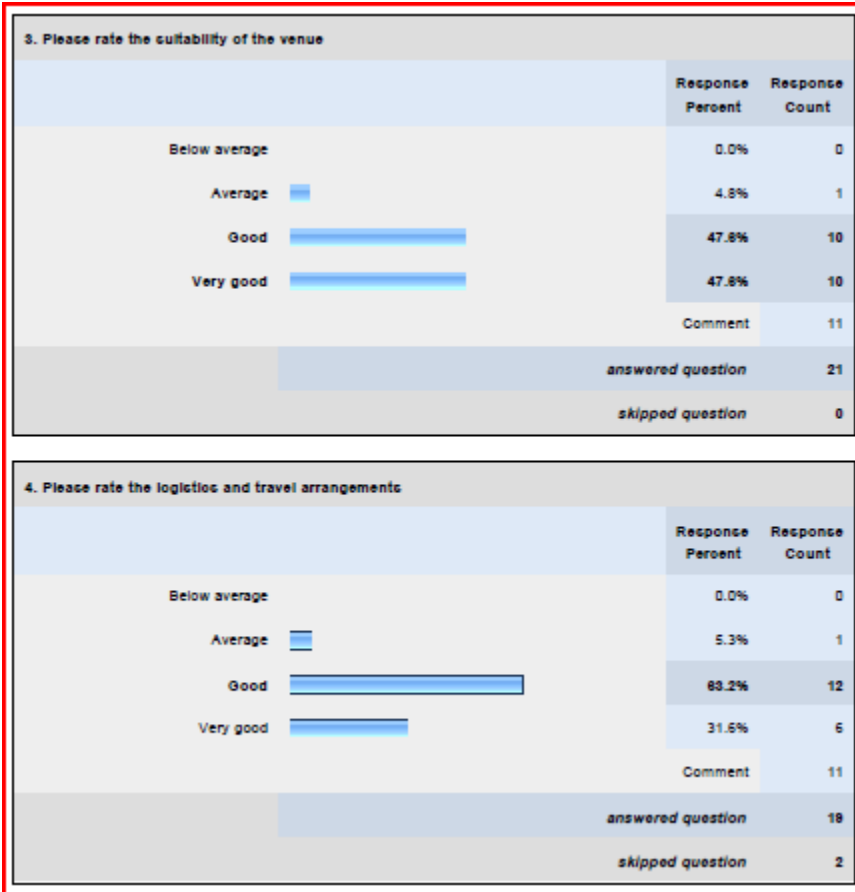 3. Please rate the suitability of the venue
Response Percent Response Count
Below average 0.0% 0
Average 4.8% 1
Good 47.6% 10
Very good 47.6% 10
Comment 11
answered question 21
skipped question 0
4. Please rate the logistics and travel arrangements
Response Percent Response Count
Below average 0.0% 0
Average 5.3% 1
Good 63.2% 12
Very good 31.6% 6
Comment 11
answered question 19
skipped question 2